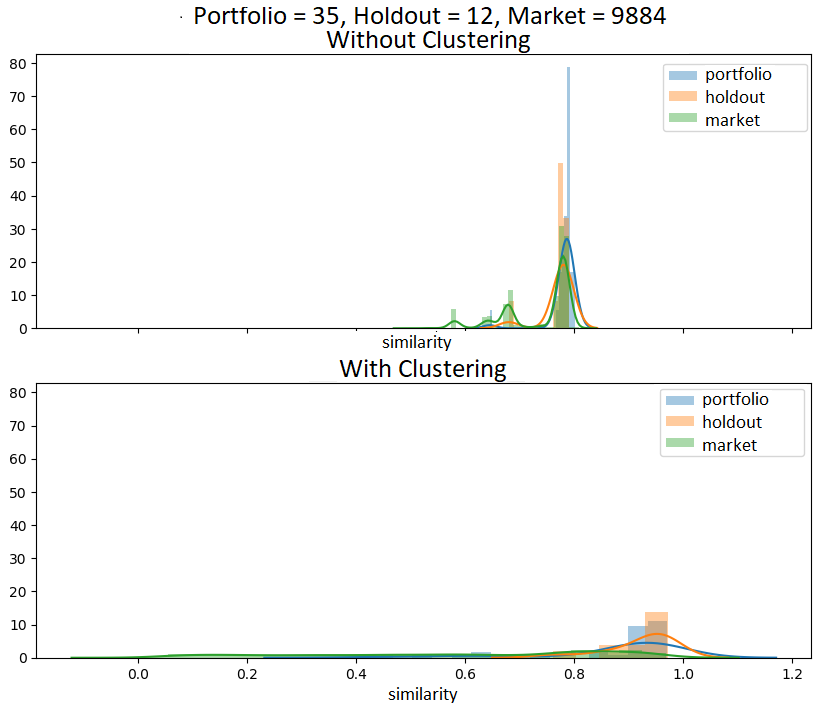 Portfolio = 35, Holdout = 12, Market = 9884
Without Clustering
80
70
60
50
40
30
20
10
0
portfolio
holdout
market
similarity
With Clustering
80
70
60
50
40
30
20
10
0
portfolio
holdout
market
0.0 0.2 0.4 0.6 0.8 1.0 1.2
similarity